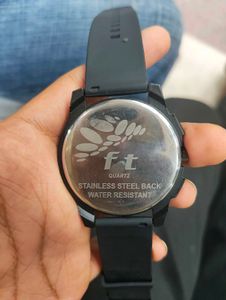 ft
QUARTZ
STAINLESS STEEL BACK
WATER RESISTANT